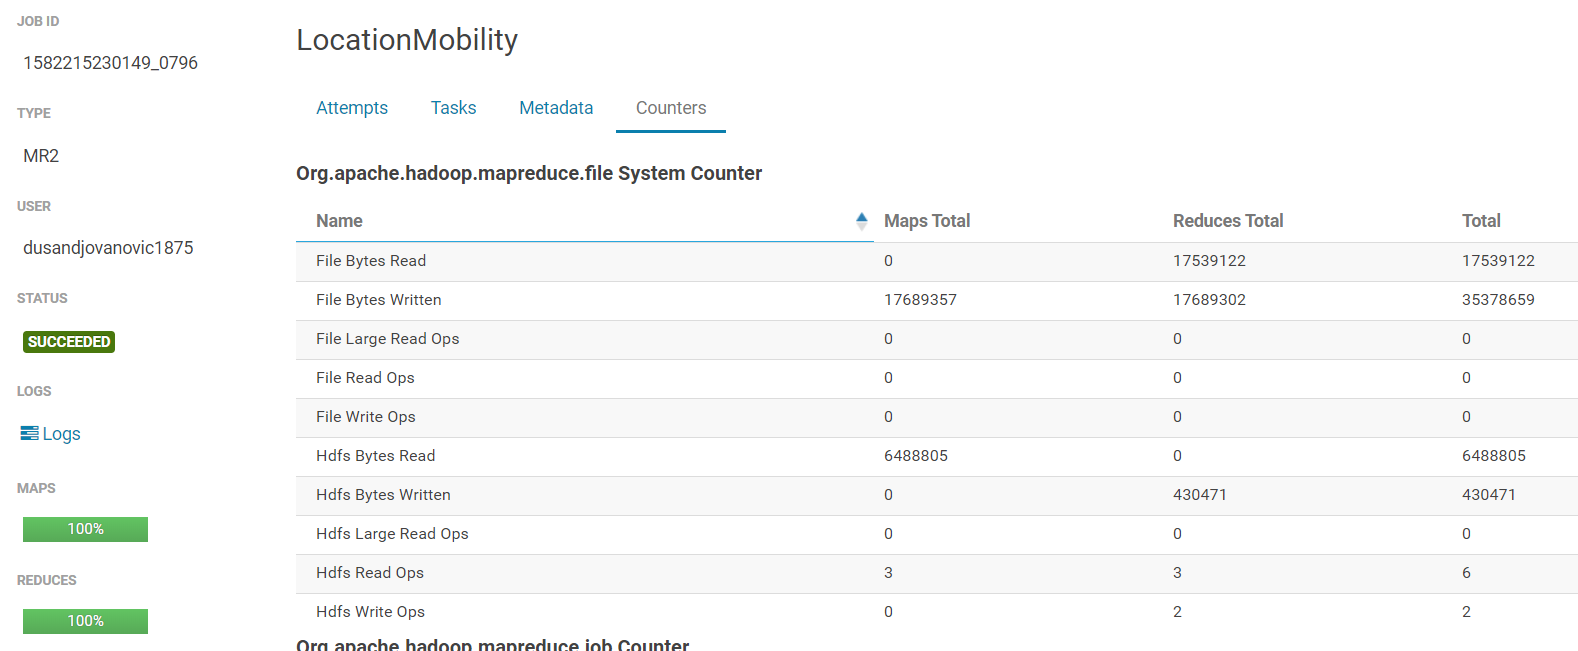 JOB ID
1582215230149_0796
TYPE
MR2
USER
dusandjovanovic1875
STATUS
SUCCEEDED
LOGS
Logs
MAPS
100%
REDUCES
100%
LocationMobility
Attempts Tasks Metadata Counters
Org.apache.hadoop.mapreduce.file System Counter
Name Maps Total Reduces Total Total
File Bytes Read 0 17539122 17539122
File Bytes Written 17689357 17689302 35378659
File Large Read Ops 0 0 0
File Read Ops 0 0 0
File Write Ops 0 0 0
Hdfs Bytes Read 6488805 0 6488805
Hdfs Bytes Written 0 430471 430471
Hdfs Large Read Ops 0 0 0
Hdfs Read Ops 3 3 6
Hdfs Write Ops 0 2 2
Org.apache.hadoop.mapreduce.job Counter